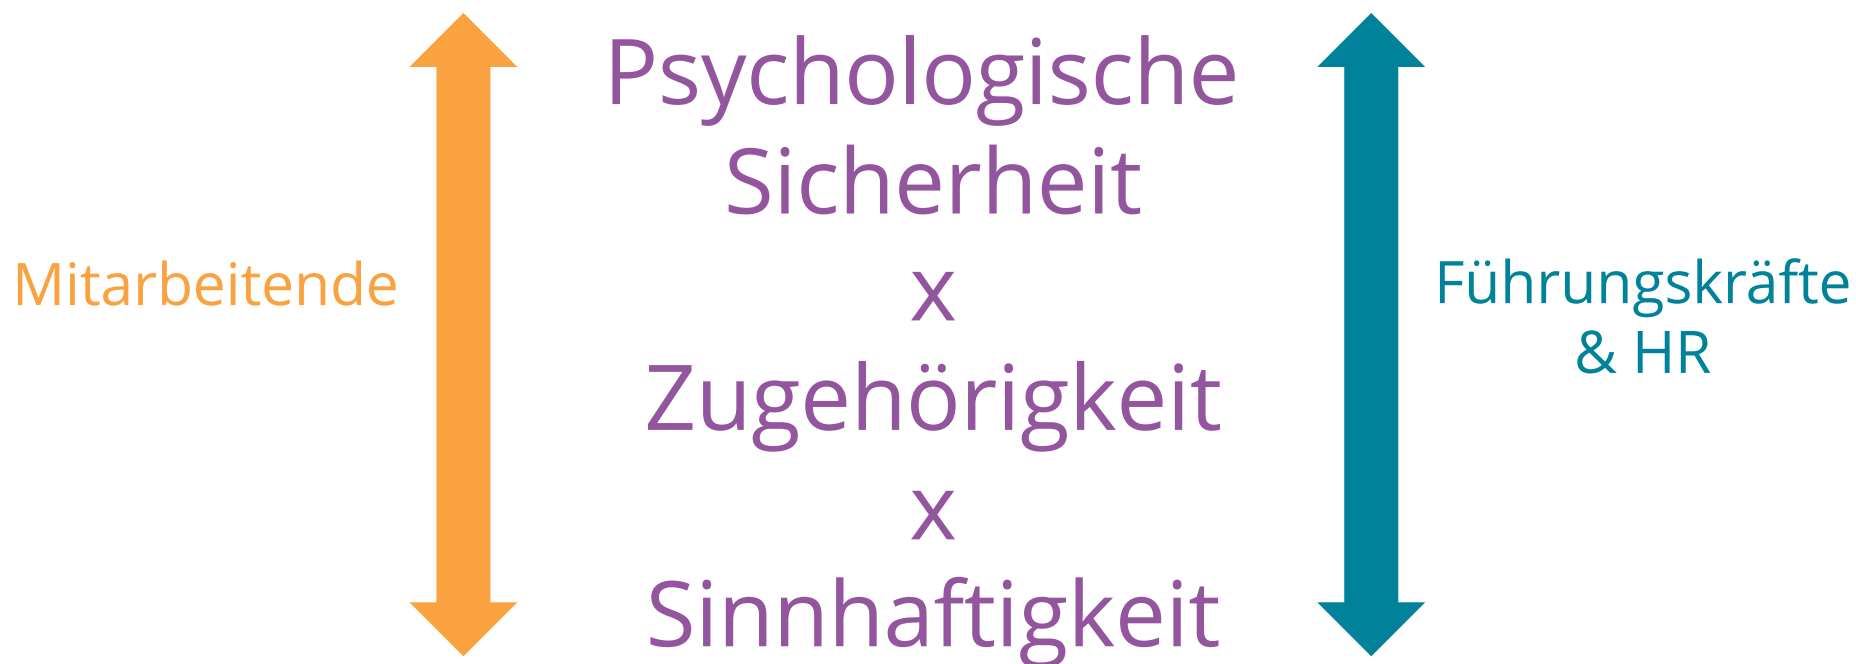 Psychologische
Sicherheit
x
Zugehörigkeit
x
Sinnhaftigkeit
Mitarbeitende
Führungskräfte
& HR